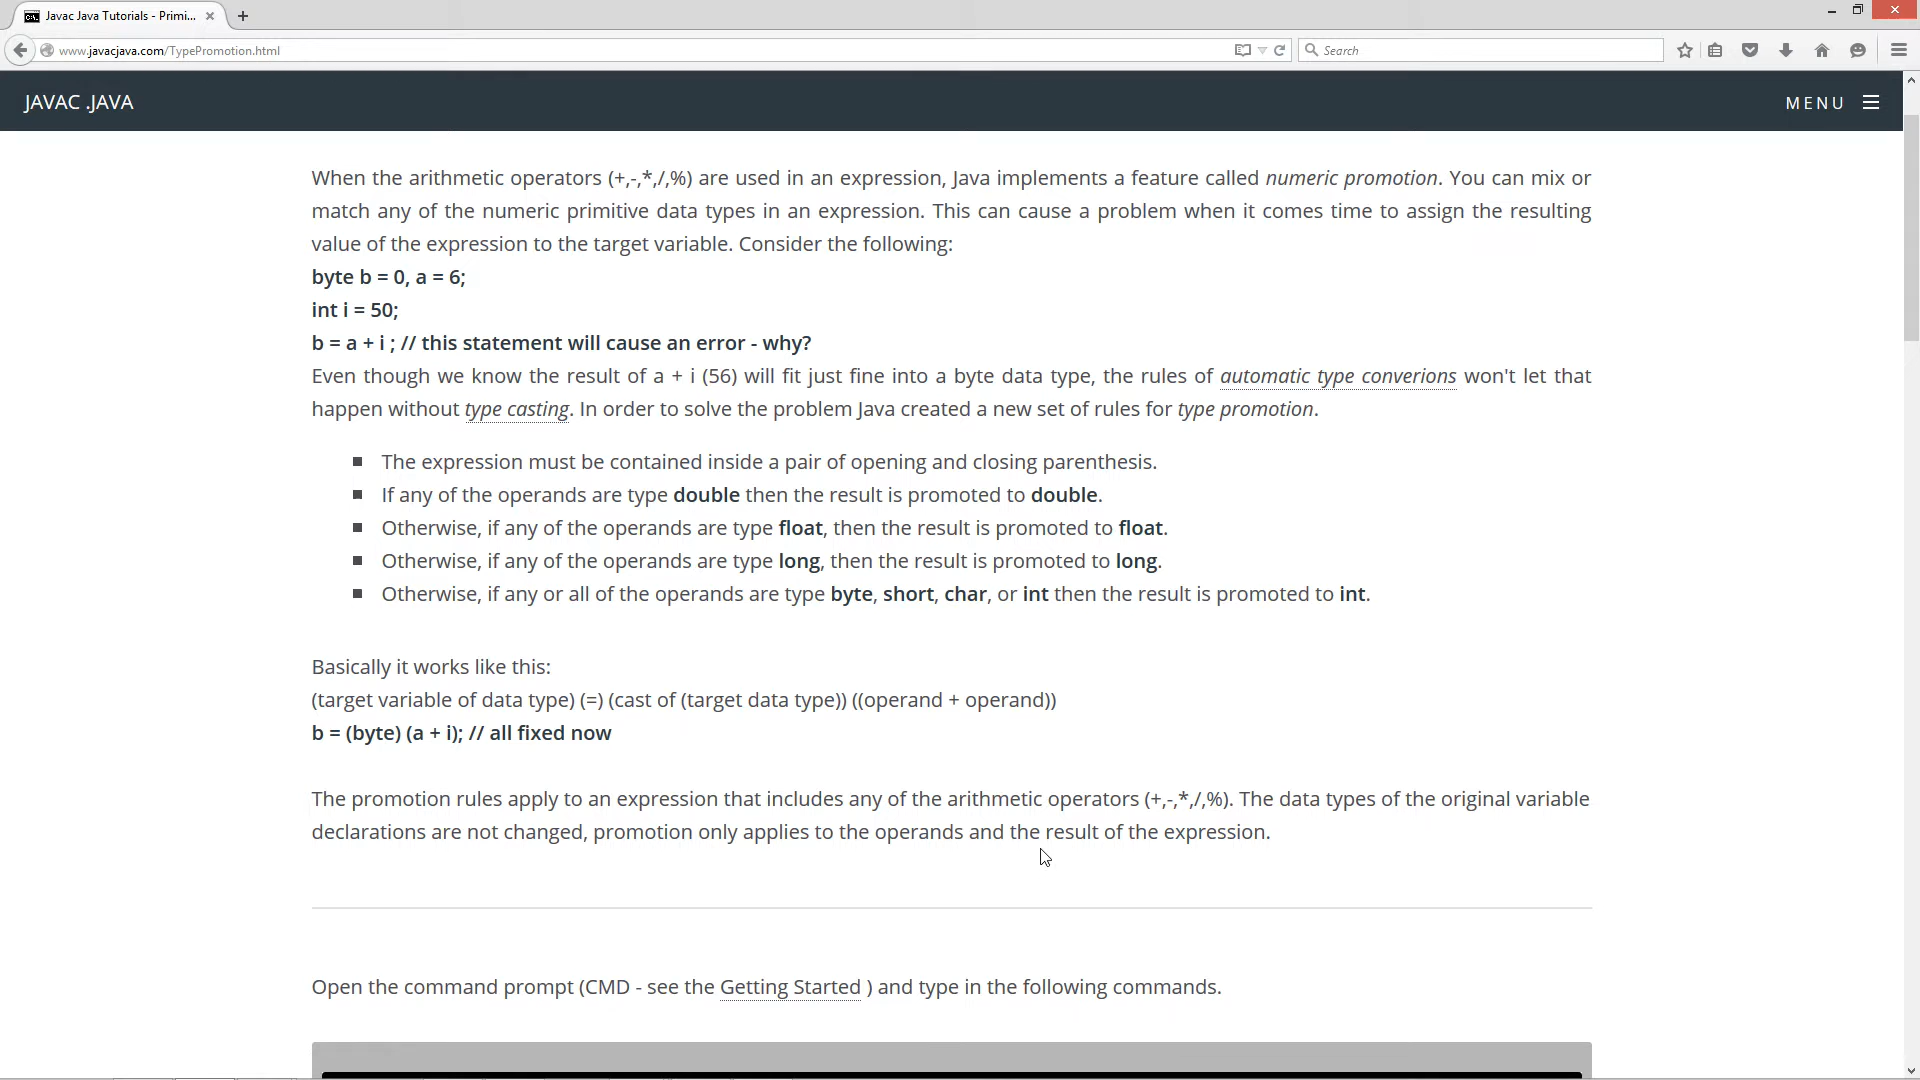 Javac Java Tutorials - Primi...
www.javacjava.com/TypePromotion.html
Search
JAVAC .JAVA
MENU
When the arithmetic operators (+,-,*,/,%) are used in an expression, Java implements a feature called numeric promotion. You can mix or
match any of the numeric primitive data types in an expression. This can cause a problem when it comes time to assign the resulting
value of the expression to the target variable. Consider the following:
byte b = 0, a = 6;
int i = 50;
b = a + i ; // this statement will cause an error - why?
Even though we know the result of a + i (56) will fit just fine into a byte data type, the rules of automatic type converions won't let that
happen without type casting. In order to solve the problem Java created a new set of rules for type promotion.
The expression must be contained inside a pair of opening and closing parenthesis.
If any of the operands are type double then the result is promoted to double.
Otherwise, if any of the operands are type float, then the result is promoted to float.
Otherwise, if any of the operands are type long, then the result is promoted to long.
Otherwise, if any or all of the operands are type byte, short, char, or int then the result is promoted to int.
Basically it works like this:
(target variable of data type) (=) (cast of (target data type)) ((operand + operand))
b = (byte) (a + i); // all fixed now
The promotion rules apply to an expression that includes any of the arithmetic operators (+,-,*,/,%). The data types of the original variable
declarations are not changed, promotion only applies to the operands and the result of the expression.
Open the command prompt (CMD - see the Getting Started ) and type in the following commands.